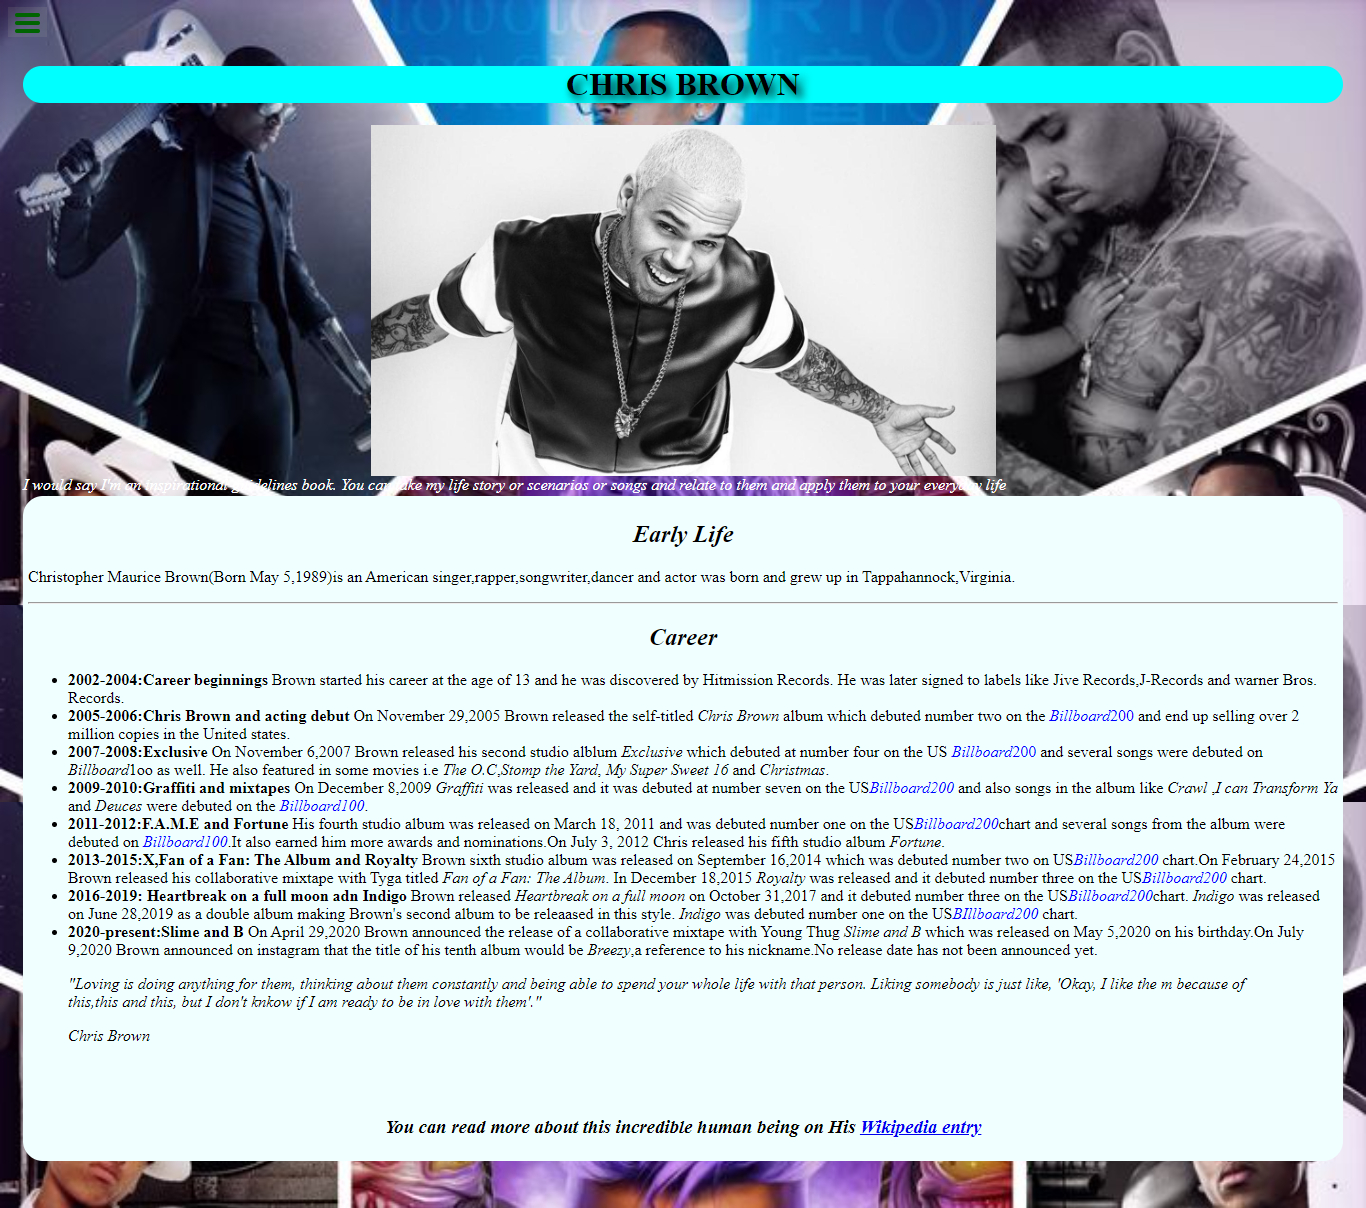 CHRIS BROWN
I would say I'm an inspirational guidelines book. You can take my life story or scenarios or songs and relate to them and apply them to your everyday life
Early Life
Christopher Maurice Brown(Born May 5,1989)is an American singer,rapper,songwriter,dancer and actor was born and grew up in Tappahannock,Virginia.
Career
2002-2004:Career beginnings Brown started his career at the age of 13 and he was discovered by Hitmission Records. He was later signed to labels like Jive Records,J-Records and warner Bros.
Records.
2005-2006:Chris Brown and acting debut On November 29,2005 Brown released the self-titled Chris Brown album which debuted number two on the Billboard200 and end up selling over 2
million copies in the United states.
2007-2008:Exclusive On November 6,2007 Brown released his second studio alblum Exclusive which debuted at number four on the US Billboard200 and several songs were debuted on
Billboard1oo as well. He also featured in some movies i.e The O.C,Stomp the Yard, My Super Sweet 16 and Christmas.
2009-2010:Graffiti and mixtapes On December 8,2009 Graffiti was released and it was debuted at number seven on the USBillboard200 and also songs in the album like Crawl ,I can Transform Ya
and Deuces were debuted on the Billboard100.
2011-2012:F.A.M.E and Fortune His fourth studio album was released on March 18, 2011 and was debuted number one on the USBillboard200chart and several songs from the album were
debuted on Billboard100.It also earned him more awards and nominations.On July 3, 2012 Chris released his fifth studio album Fortune.
2013-2015:X,Fan of a Fan: The Album and Royalty Brown sixth studio album was released on September 16,2014 which was debuted number two on USBillboard200 chart.On February 24,2015
Brown released his collaborative mixtape with Tyga titled Fan of a Fan: The Album. In December 18,2015 Royalty was released and it debuted number three on the USBillboard200 chart.
2016-2019: Heartbreak on a full moon adn Indigo Brown released Heartbreak on a full moon on October 31,2017 and it debuted number three on the USBillboard200chart. Indigo was released
on June 28,2019 as a double album making Brown's second album to be releaased in this style. Indigo was debuted number one on the USBIllboard200 chart.
2020-present:Slime and B On April 29,2020 Brown announced the release of a collaborative mixtape with Young Thug Slime and B which was released on May 5,2020 on his birthday.On July
9,2020 Brown announced on instagram that the title of his tenth album would be Breezy,a reference to his nickname.No release date has not been announced yet.
"Loving is doing anything for them, thinking about them constantly and being able to spend your whole life with that person. Liking somebody is just like, 'Okay, I like the m because of
this,this and this, but I don't knkow if I am ready to be in love with them'."
Chris Brown
You can read more about this incredible human being on His Wikipedia entry